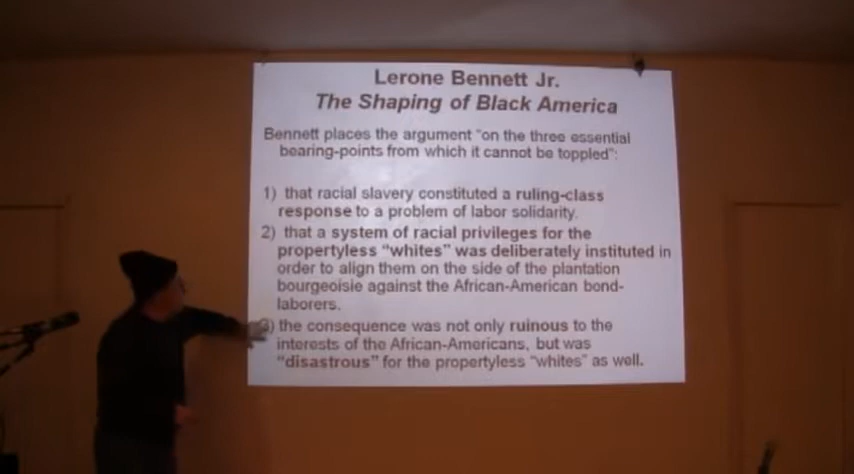 Lerone Bennett Jr.
The Shaping of Black America
Bennett places the argument "on the three essential
bearing-points from which it cannot be toppled":
1) that racial slavery constituted a ruling-class
response to a problem of labor solidarity.
2) that a system of racial privileges for the
propertyless "whites" was deliberately instituted in
order to align them on the side of the plantation
bourgeoisie against the African-American bond-
laborers.
3) the consequence was not only ruinous to the
interests of the African-Americans, but was
"disastrous" for the propertyless "whites" as well.